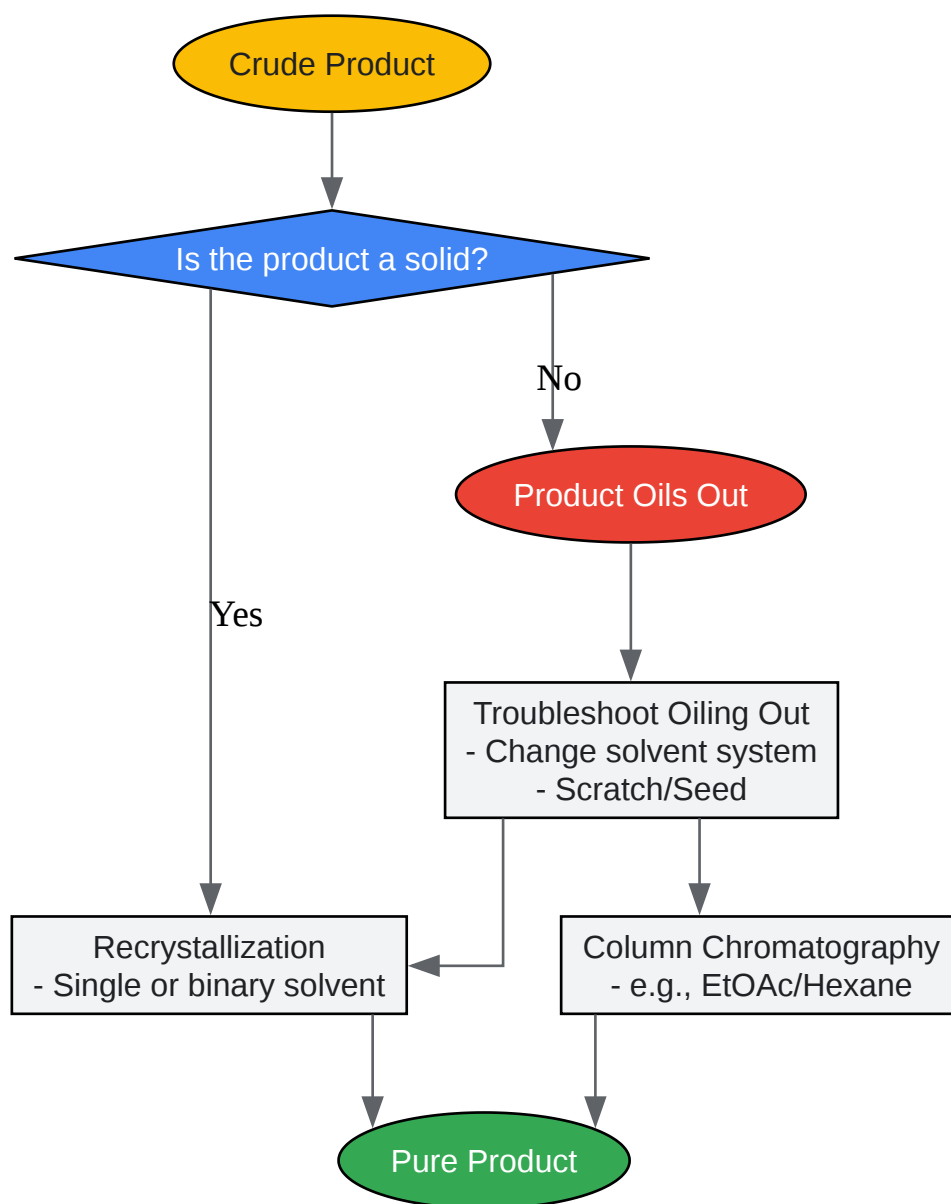 Crude Product
Is the product a solid?
No
Product Oils Out
Yes
Troubleshoot Oiling Out
- Change solvent system
- Scratch/Seed
Recrystallization
- Single or binary solvent
Column Chromatography
- e.g., EtOAc/Hexane
Pure Product